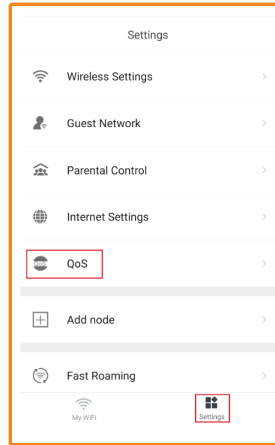 Settings
Wireless Settings
Guest Network
Parental Control
Internet Settings
QoS
Add node
Fast Roaming
My WiFi
Settings